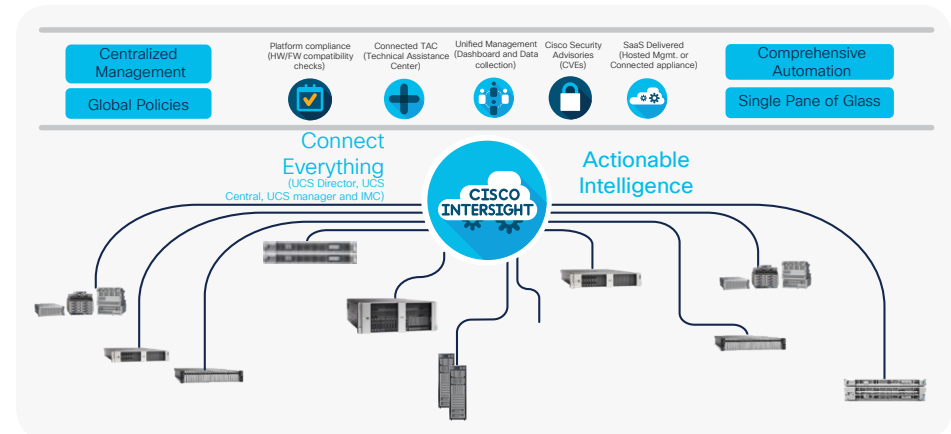 Centralized
Management
Global Policies
Platform compliance
(HW/FW compatibility
checks)
Connected TAC
(Technical Assistance
Center)
Unified Management
(Dashboard and Data
collection)
Cisco Security
Advisories
(CVEs)
SaaS Delivered
(Hosted Mgmt. or
Connected appliance)
Comprehensive
Automation
Single Pane of Glass
Connect
Everything
(UCS Director, UCS
Central, UCS manager and IMC)
CISCO
INTERSIGHT
Actionable
Intelligence